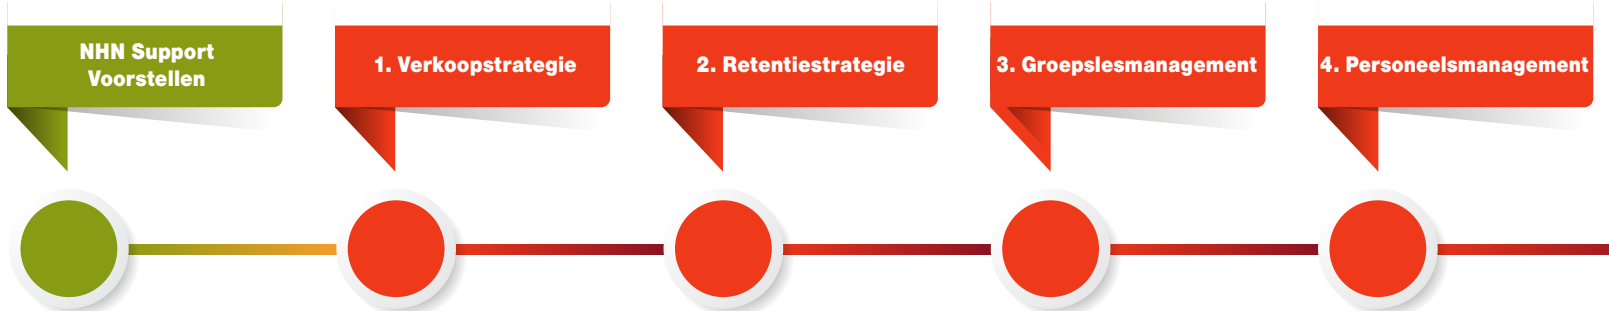 NHN Support
Voorstellen
1. Verkoopstrategie
2. Retentiestrategie
3. Groepslesmanagement
4. Personeelsmanagement